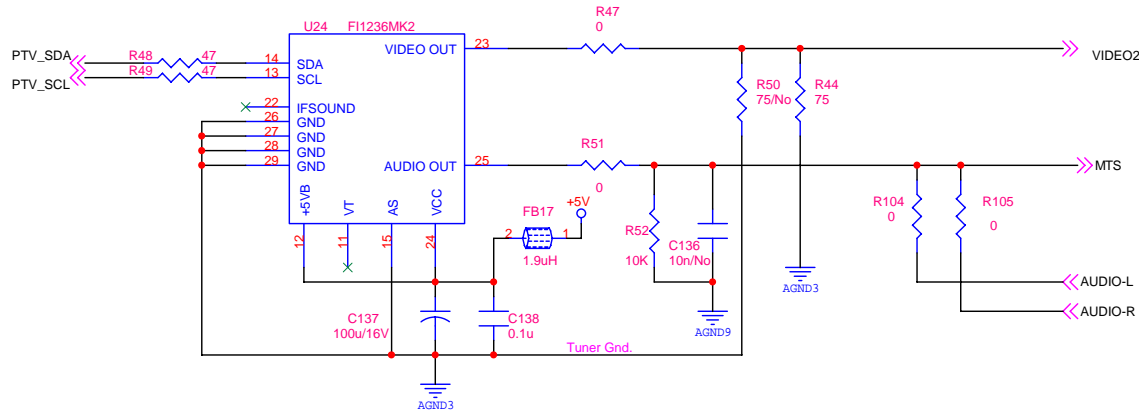 U24 FI1236MK2
R47
0
PTV_SDA
R48 47
14 SDA
VIDEO OUT 23
VIDEO2
PTV_SCL
R49 47
13 SCL
R50
75/No
R44
75
22 IFSOUND
26 GND
27 GND
28 GND
29 GND
R51
0
AUDIO OUT 25
MTS
+5VB
VT
AS
VCC
12
11
15
24
FB17
+5V
2 1
1.9uH
R52
10K
C136
10n/No
R104
0
R105
0
AGND3
AUDIO-L
AUDIO-R
AGND9
C137
100u/16V
C138
0.1u
Tuner Gnd.
AGND3